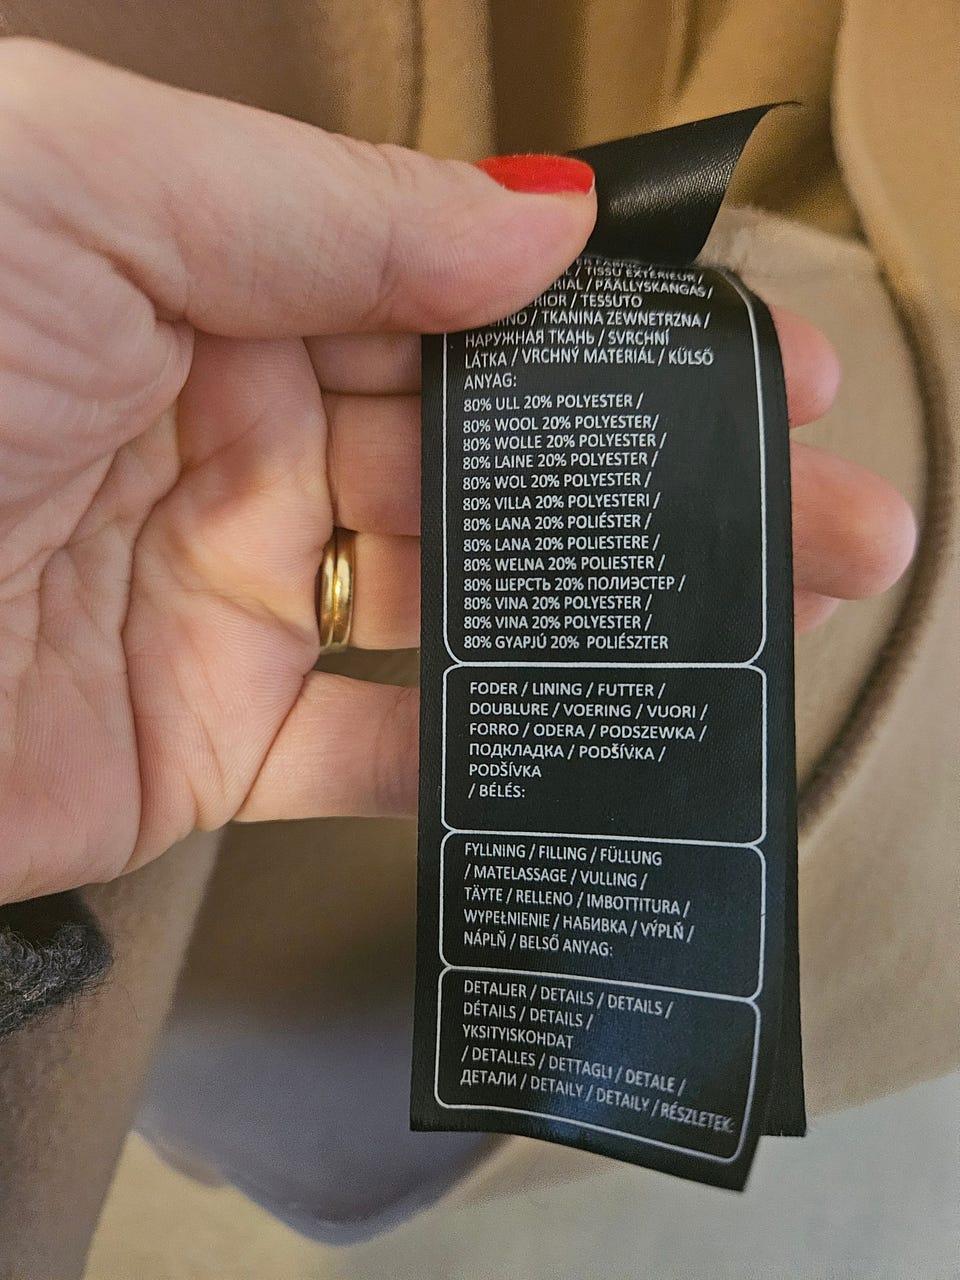 / TISSU EXTÉRIEUR /
/ PÄÄLLYSKANGAS /
/ TESSUTO
/ TKANINA ZEWNETRZNA /
НАРУЖНАЯ ТКАНЬ / SVRCHNÍ
LÁTKA / VRCHNÝ MATERIÁL / KÜLSŐ
ANYAG:
80% ULL 20% POLYESTER /
80% WOOL 20% POLYESTER/
80% WOLLE 20% POLYESTER /
80% LAINE 20% POLYESTER /
80% WOL 20% POLYESTER /
80% VILLA 20% POLYESTERI /
80% LANA 20% POLIÉSTER /
80% LANA 20% POLIESTERE /
80% WELNA 20% POLIESTER /
80% ШЕРСТЬ 20% ПОЛИЭСТЕР /
80% VINA 20% POLYESTER /
80% VINA 20% POLYESTER /
80% GYAPJÚ 20% POLIÉSZTER
FODER / LINING / FUTTER /
DOUBLURE / VOERING / VUORI /
FORRO / ODERA / PODSZEWKA /
ПОДКЛАДКА / PODŠÍVKA /
PODŠÍVKA
/ BÉLÉS:
FYLLNING / FILLING / FÜLLUNG
/ MATELASSAGE / VULLING /
TÄYTE / RELLENO / IMBOTTITURA /
WYPEŁNIENIE / НАБИВКА / VÝPLŇ /
NÁPLŇ / BELSŐ ANYAG:
DETALJER / DETAILS / DETAILS /
DÉTAILS / DETAILS /
YKSITYISKOHDAT
/ DETALLES / DETTAGLI / DETALE /
ДЕТАЛИ / DETAILY / DETAILY / RÉSZLETEK: